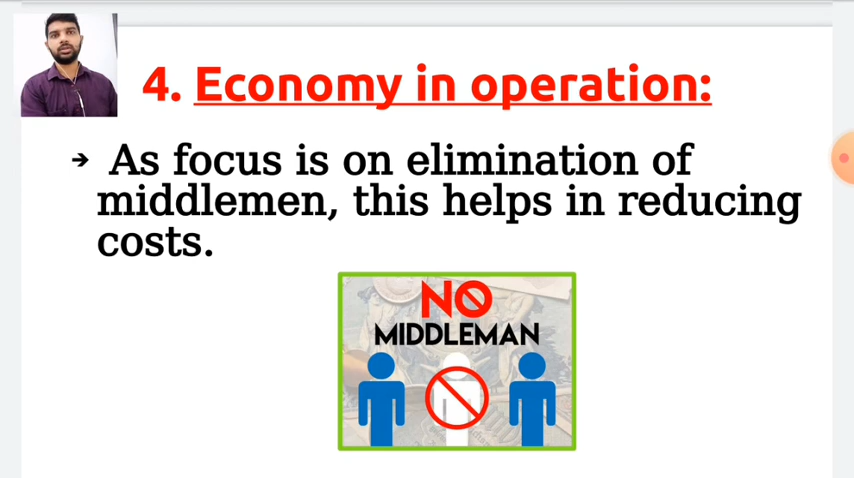 4. Economy in operation:
➔ As focus is on elimination of
middlemen, this helps in reducing
costs.
NO
MIDDLEMAN